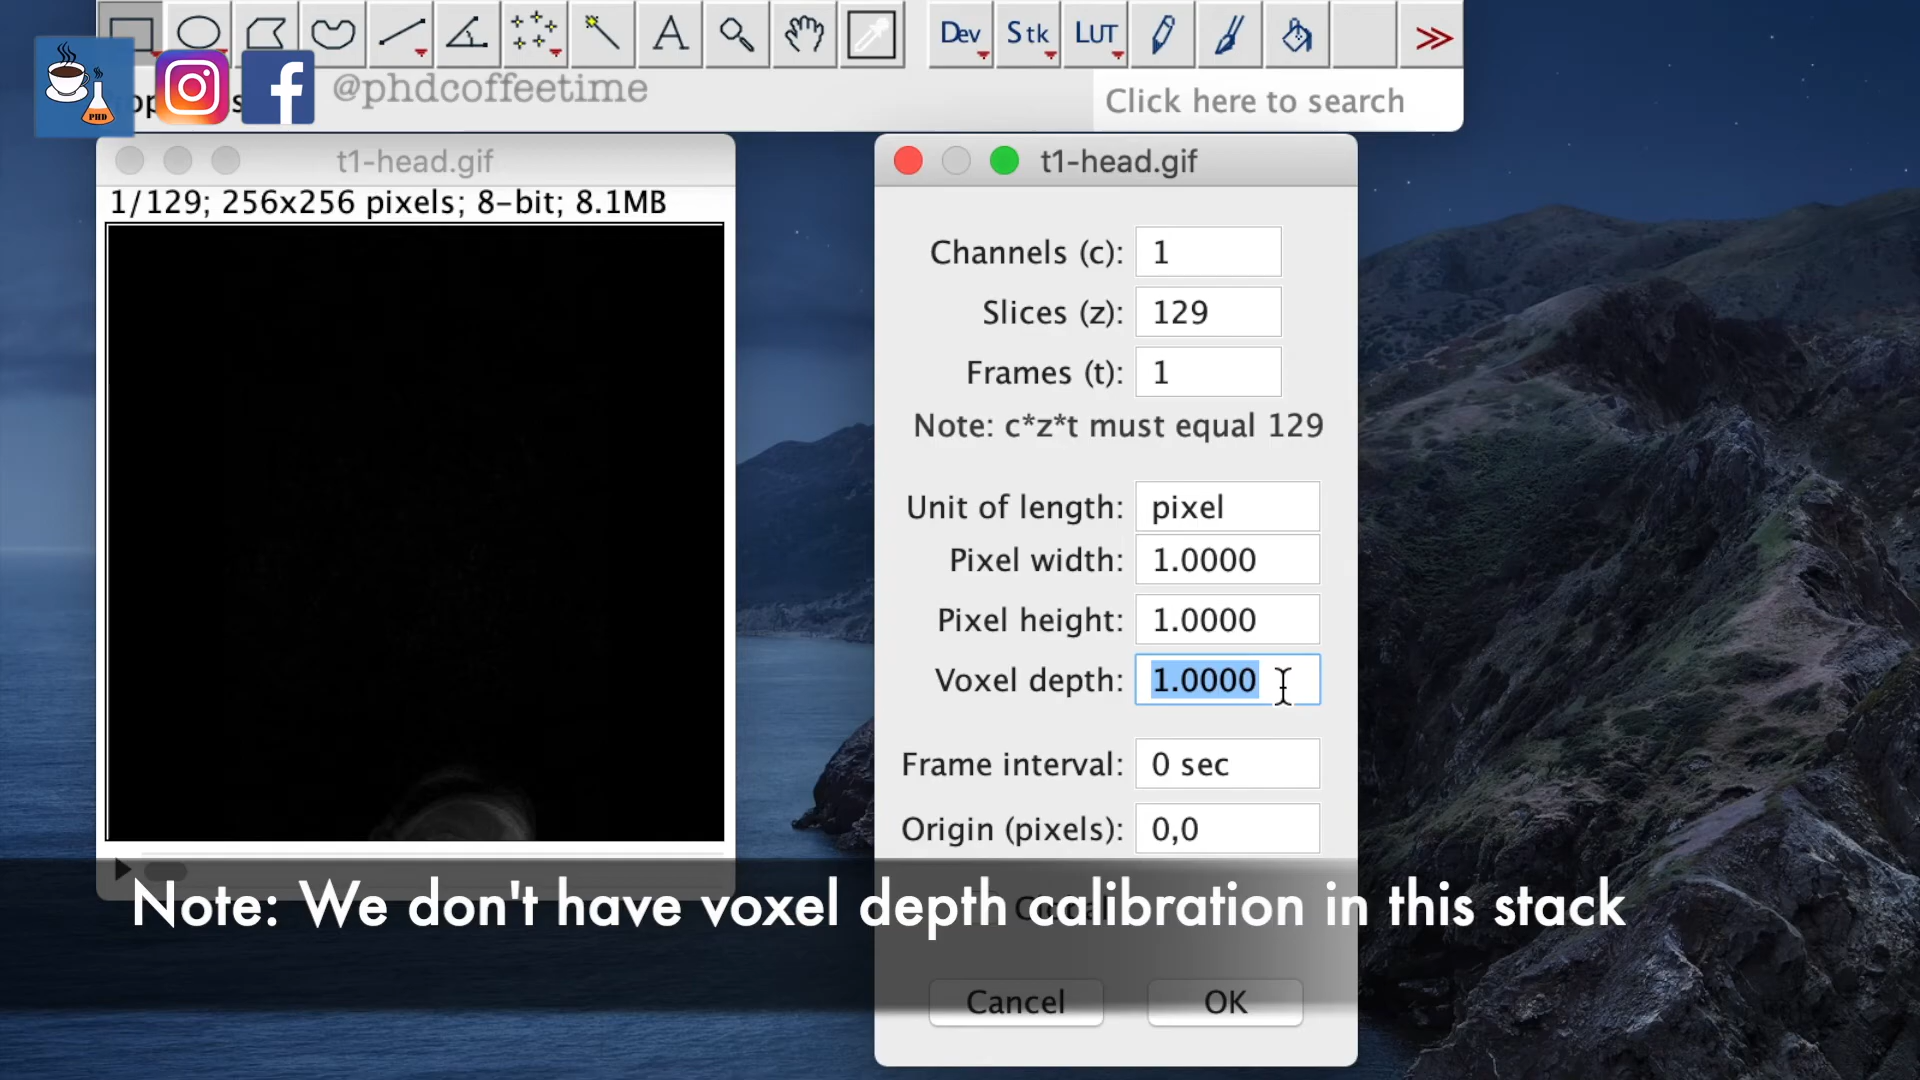 Dev Stk LUT
@phdcoffeetime
PHD
Click here to search
t1-head.gif
1/129; 256x256 pixels; 8-bit; 8.1MB
t1-head.gif
Channels (c): 1
Slices (z): 129
Frames (t): 1
Note: c*z*t must equal 129
Unit of length: pixel
Pixel width: 1.0000
Pixel height: 1.0000
Voxel depth: 1.0000
Frame interval: 0 sec
Origin (pixels): 0,0
Note: We don't have voxel depth calibration in this stack
Cancel OK